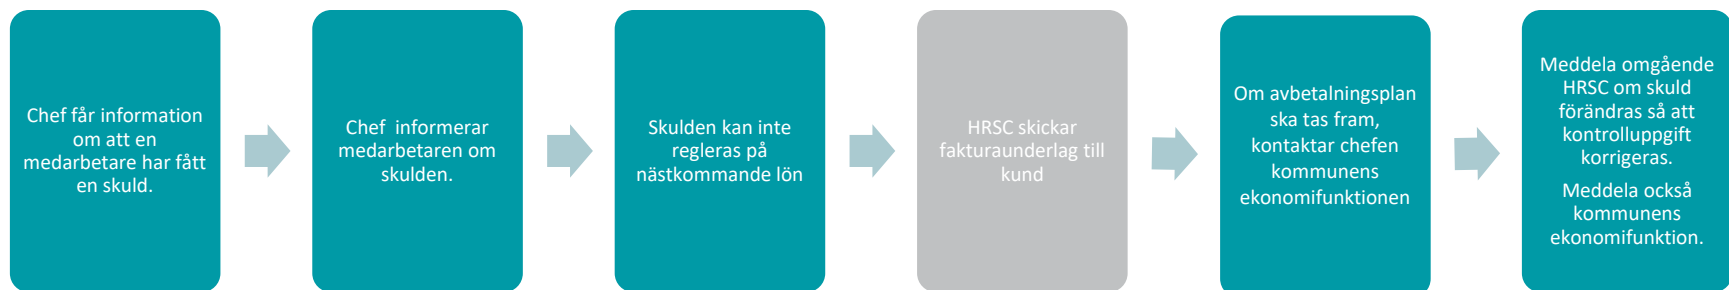 Chef får information
om att en
medarbetare har fått
en skuld.
Chef informerar
medarbetaren om
skulden.
Skulden kan inte
regleras på
nästkommande lön
HRSC skickar
fakturaunderlag till
kund
Om avbetalningsplan
ska tas fram,
kontaktar chefen
kommunens
ekonomifunktionen
Meddela omgående
HRSC om skuld
förändras så att
kontrolluppgift
korrigeras.
Meddela också
kommunens
ekonomifunktion.